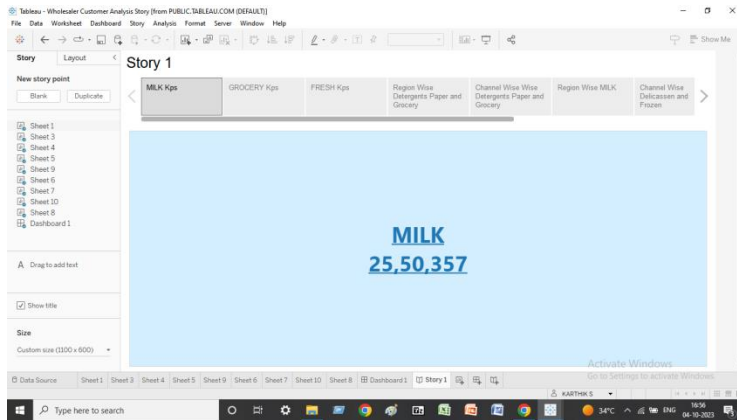 Tableau - Wholesaler Customer Analysis Story [from PUBLIC.TABLEAU.COM (DEFAULT)]
File Data Worksheet Dashboard Story Analysis Format Server Window Help
Show Me
Story Layout
Story 1
New story point
Blank Duplicate
MILK Kps
GROCERY Kps
FRESH Kps
Region Wise
Detergents Paper and
Grocery
Channel Wise Wise
Detergents Paper and
Grocery
Region Wise MILK
Channel Wise
Delicassen and
Frozen
Sheet 1
Sheet 3
Sheet 4
Sheet 5
Sheet 9
Sheet 6
Sheet 7
Sheet 10
Sheet 8
Dashboard 1
MILK
25,50,357
A Drag to add text
Show title
Size
Custom size (1100 x 600)
Activate Windows
Go to Settings to activate Windows.
Data Source Sheet 1 Sheet 3 Sheet 4 Sheet 5 Sheet 9 Sheet 6 Sheet 7 Sheet 10 Sheet 8 Dashboard 1 Story 1
KARTHIK S
Type here to search
34°C ENG
16:56
04-10-2023